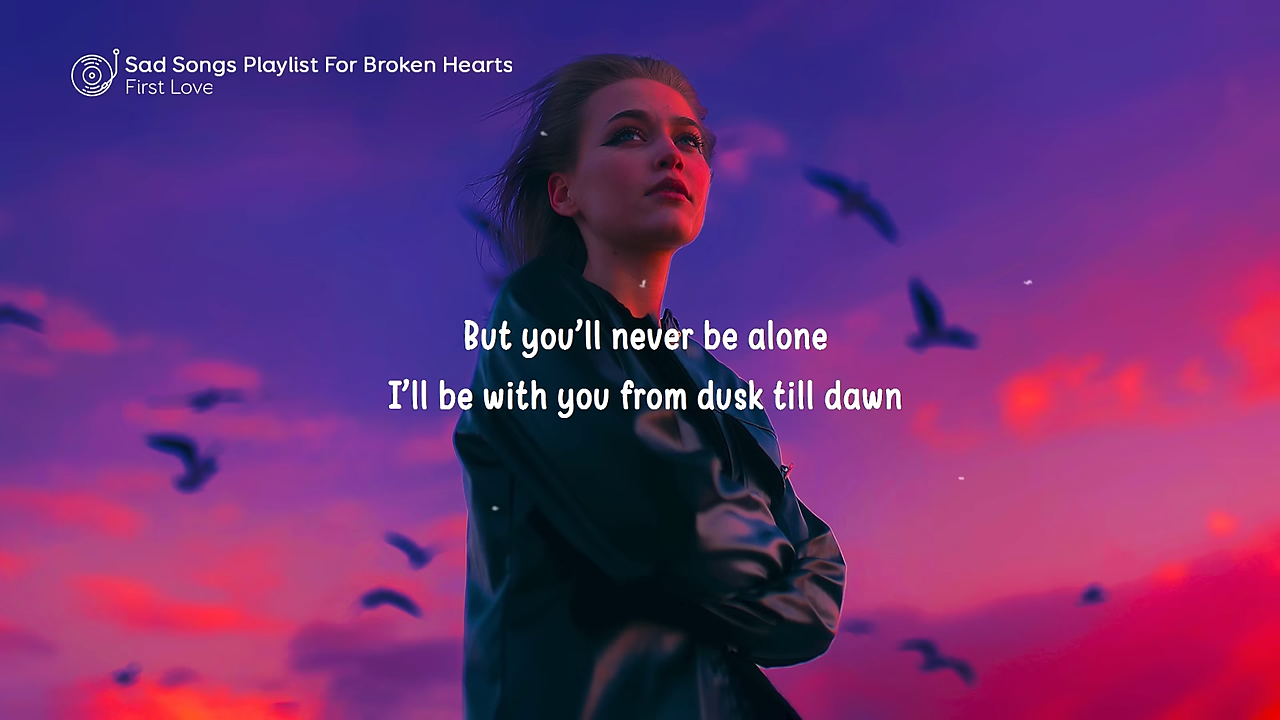 Sad Songs Playlist For Broken Hearts
First Love
But you’ll never be alone
I’ll be with you from dusk till dawn